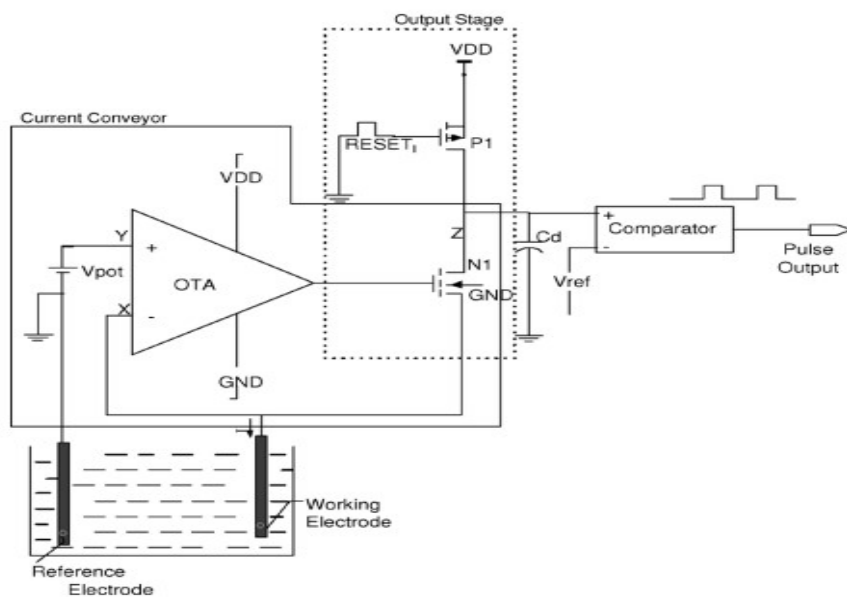 Output Stage
VDD
Current Conveyor
RESETI
P1
VDD
Y
+
Z
Cd
+
Comparator
-
Pulse
Output
Vpot
OTA
N1
GND
Vref
X
-
GND
Working
Electrode
Reference
Electrode